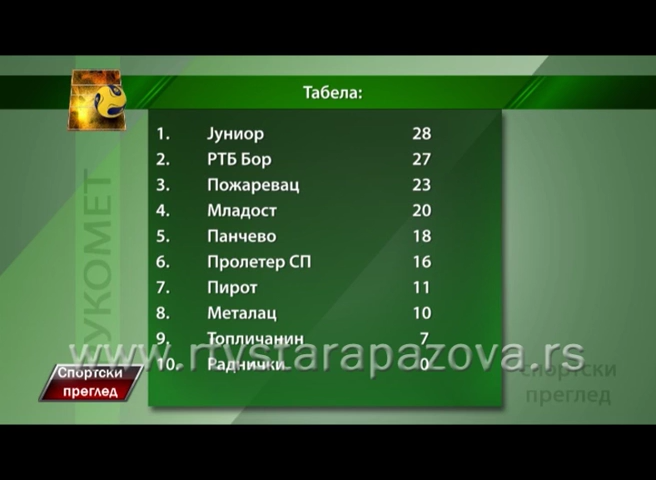 Табела:
1. Јуниор 28
2. РТБ Бор 27
3. Пожаревац 23
4. Младост 20
5. Панчево 18
6. Пролетер СП 16
7. Пирот 11
8. Металац 10
9. Топличанин 7
10. Раднички 0
www.rtvstarapazova.rs
РУКОМЕТ
Спортски
преглед
спортски
преглед